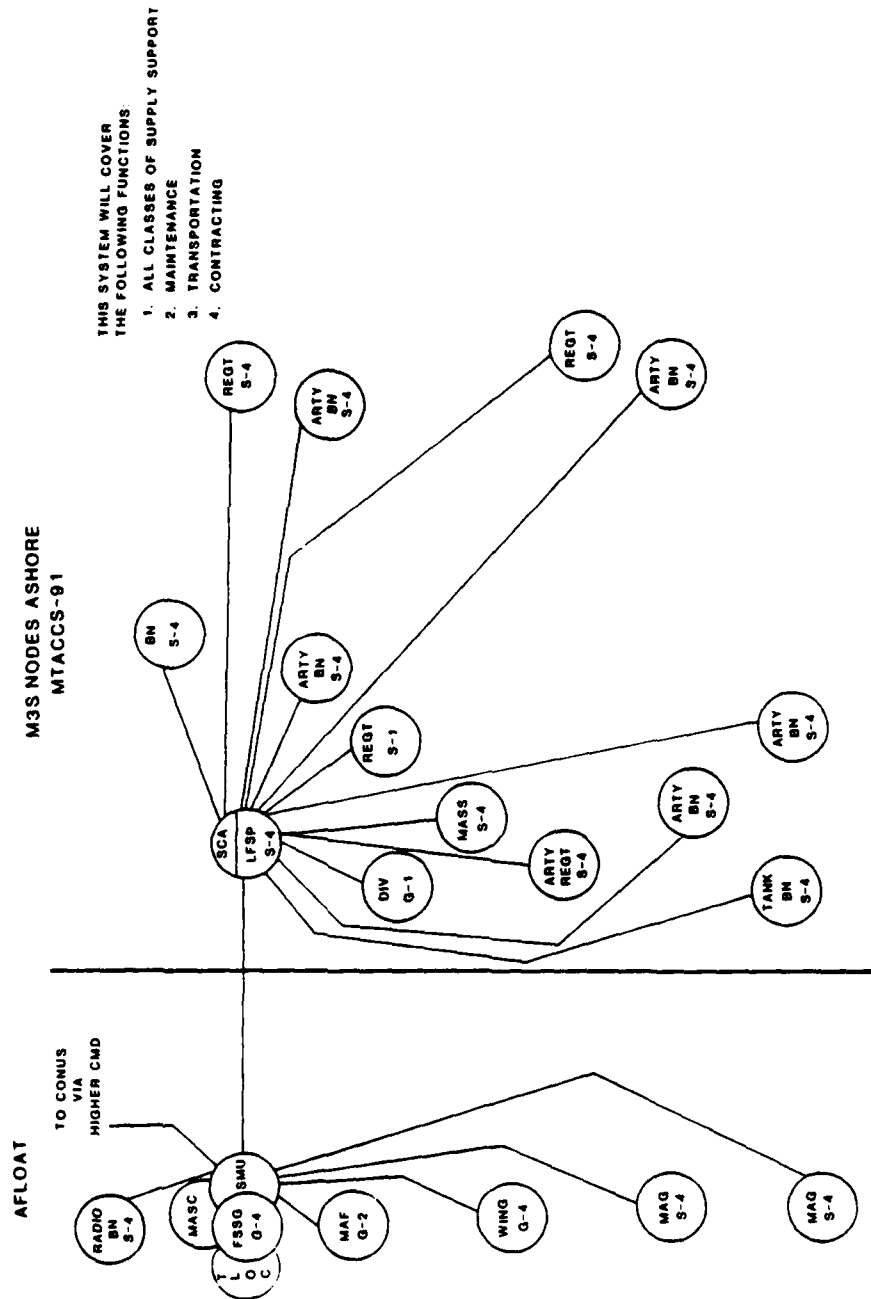 M3S NODES ASHORE
MTACCS-91
THIS SYSTEM WILL COVER
THE FOLLOWING FUNCTIONS:
1. ALL CLASSES OF SUPPLY SUPPORT
2. MAINTENANCE
3. TRANSPORTATION
4. CONTRACTING
AFLOAT
TO CONUS
VIA
HIGHER CMD
RADIO
BN
S-4
MASC
SMU
FSSG
G-4
T
L
O
C
MAF
G-2
WING
G-4
MAG
S-4
MAG
S-4
SCA
LFSP
S-4
BN
S-4
REGT
S-4
ARTY
BN
S-4
REGT
S-4
ARTY
BN
S-4
ARTY
BN
S-4
REGT
S-1
MASS
S-4
DIV
G-1
ARTY
REGT
S-4
ARTY
BN
S-4
ARTY
BN
S-4
TANK
BN
S-4